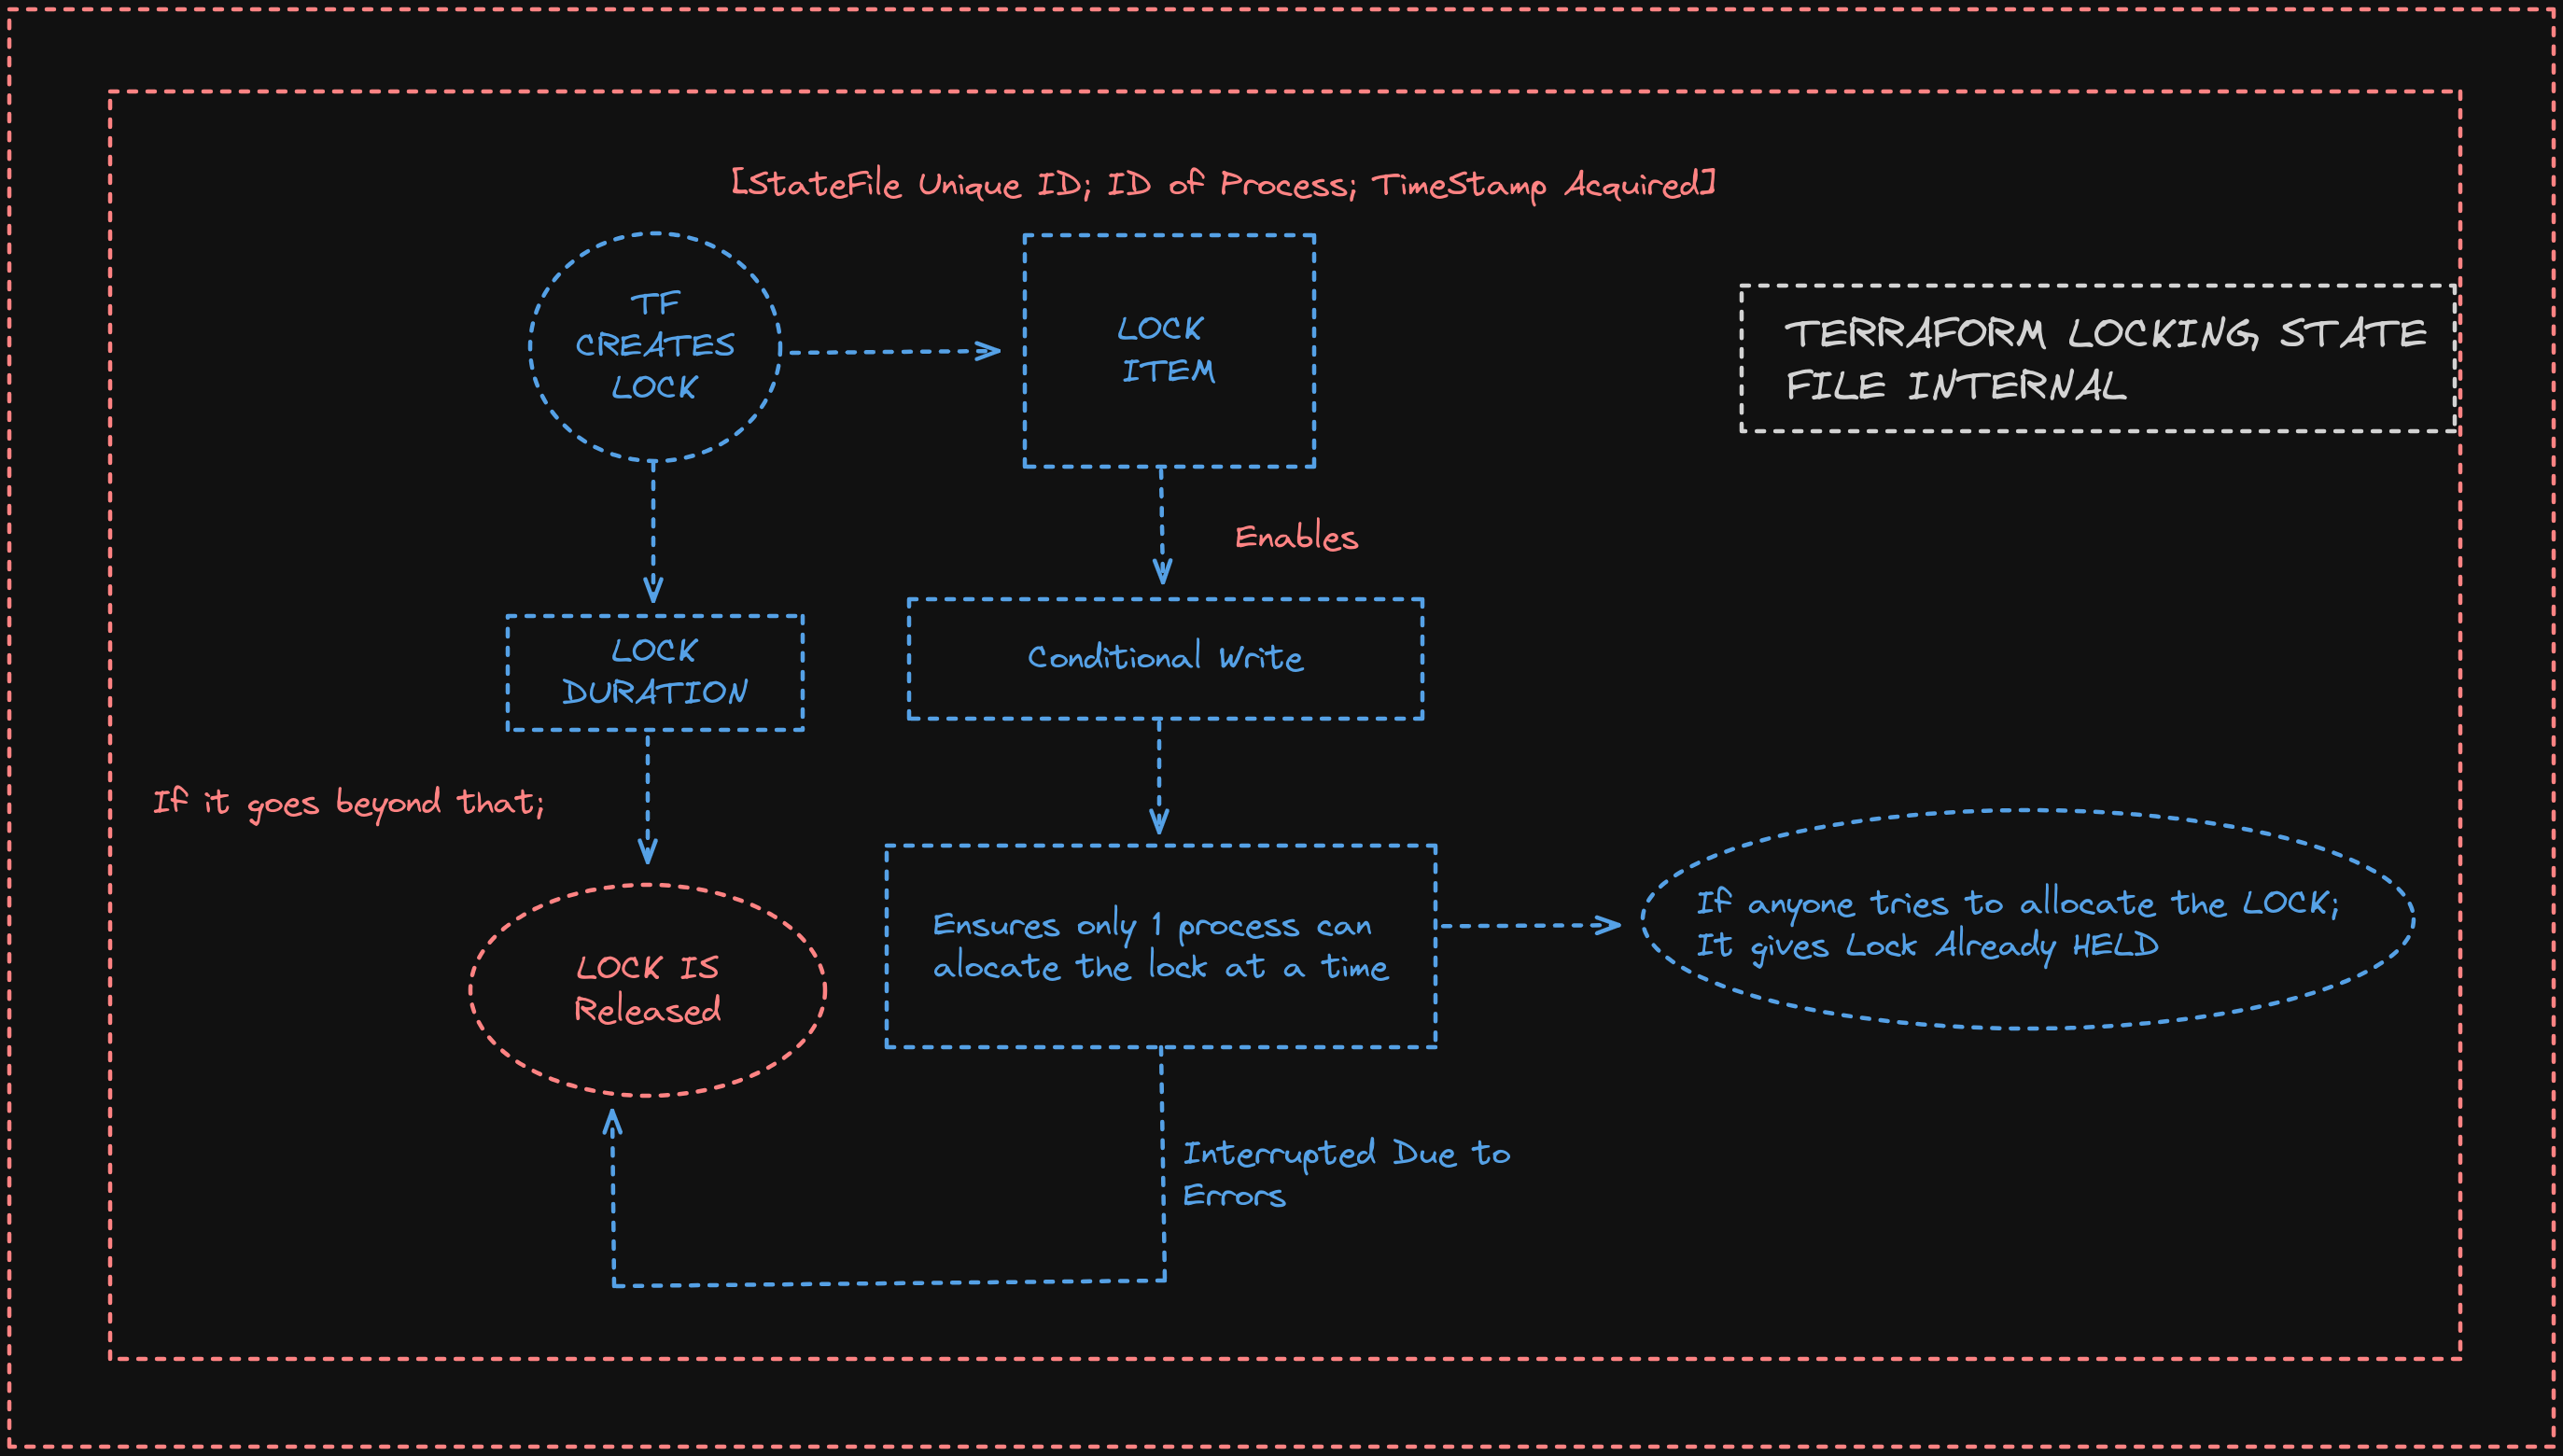 [StateFile Unique ID; ID of Process; TimeStamp Acquired]
TF
CREATES
LOCK
LOCK
ITEM
TERRAFORM LOCKING, STATE
FILE INTERNAL
Enables
LOCK
DURATION
Conditional Write
If it goes beyond that;
LOCK IS
Released
Ensures only 1 process can
alocate the lock at a time
If anyone tries to allocate the LOCK;
It gives Lock Already HELD
Interrupted Due to
Errors